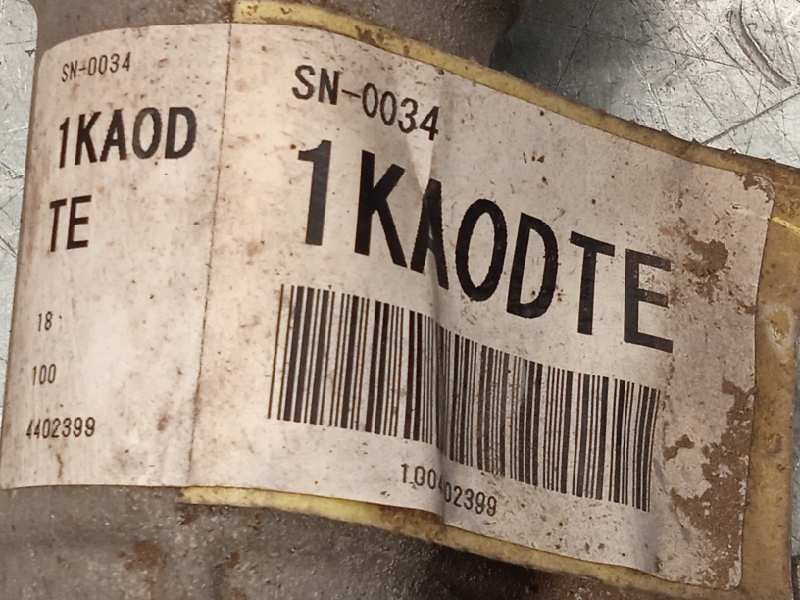 SN-0034
1KAOD
TE
18
100
4402399
SN-0034
1KAODTE